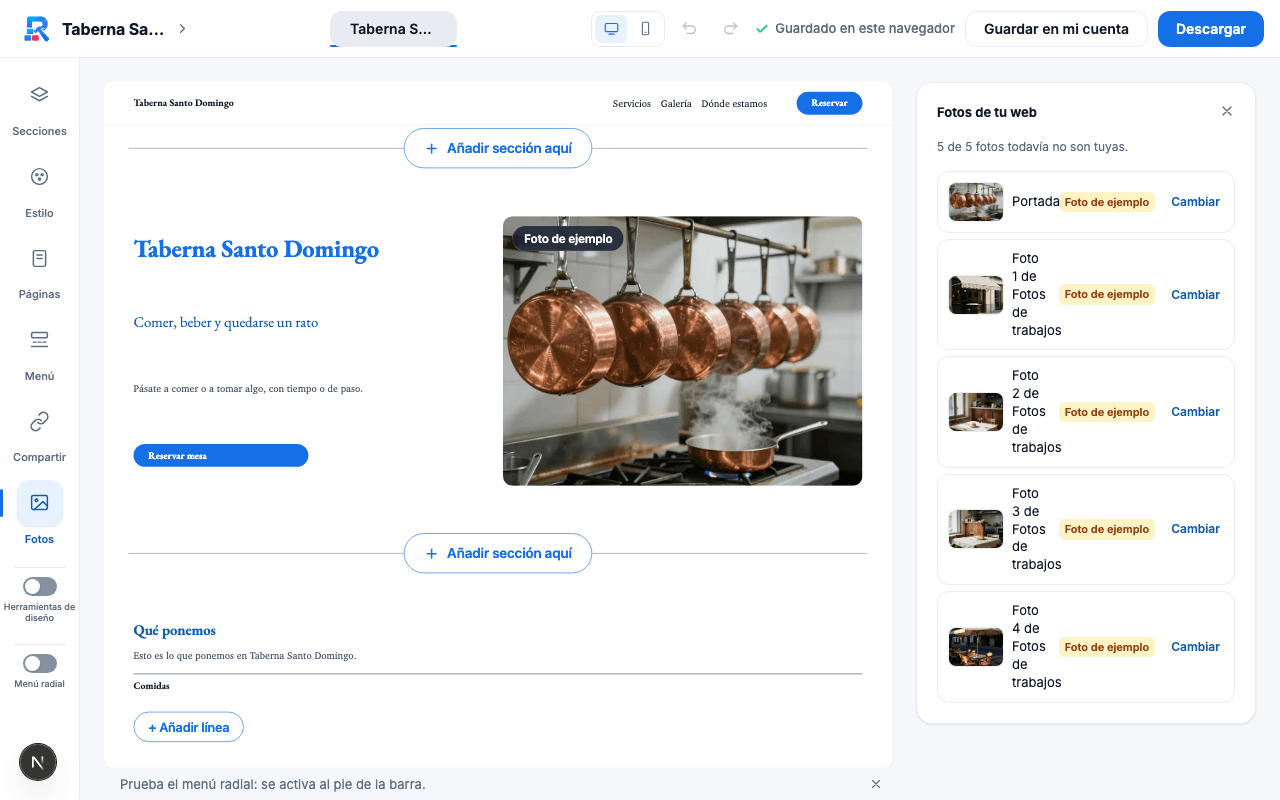 Taberna Sa...
Taberna S...
Guardado en este navegador
Guardar en mi cuenta
Descargar
Secciones
Estilo
Páginas
Menú
Compartir
Fotos
Herramientas de
diseño
Menú radial
N
Taberna Santo Domingo
Servicios Galería Dónde estamos
Reservar
+ Añadir sección aquí
Taberna Santo Domingo
Comer, beber y quedarse un rato
Pásate a comer o a tomar algo, con tiempo o de paso.
Reservar mesa
Foto de ejemplo
+ Añadir sección aquí
Qué ponemos
Esto es lo que ponemos en Taberna Santo Domingo.
Comidas
+ Añadir línea
Prueba el menú radial: se activa al pie de la barra.
Fotos de tu web
5 de 5 fotos todavía no son tuyas.
Portada Foto de ejemplo Cambiar
Foto
1 de
Fotos
de
trabajos
Foto de ejemplo
Cambiar
Foto
2 de
Fotos
de
trabajos
Foto de ejemplo
Cambiar
Foto
3 de
Fotos
de
trabajos
Foto de ejemplo
Cambiar
Foto
4 de
Fotos
de
trabajos
Foto de ejemplo
Cambiar